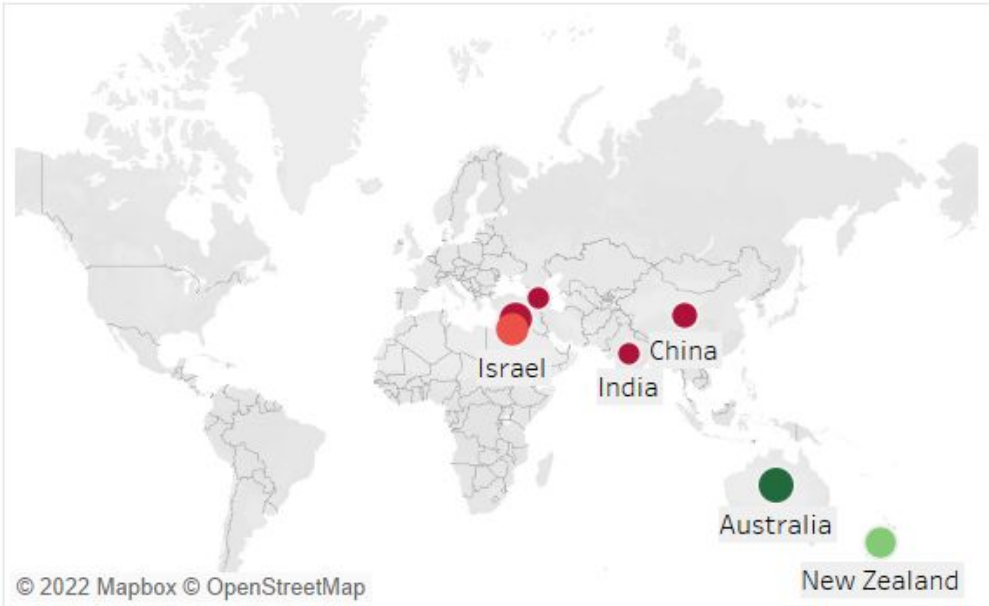 Israel
China
India
Australia
New Zealand
© 2022 Mapbox © OpenStreetMap